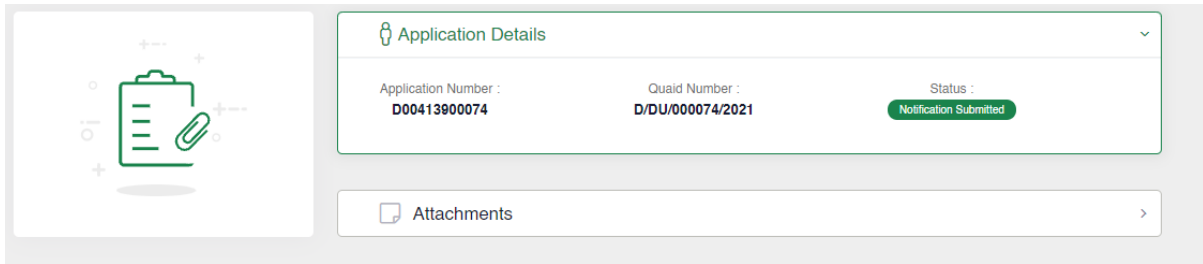 Application Details
Application Number :
Quaid Number :
Status :
D00413900074
D/DU/000074/2021
Notification Submitted
Attachments